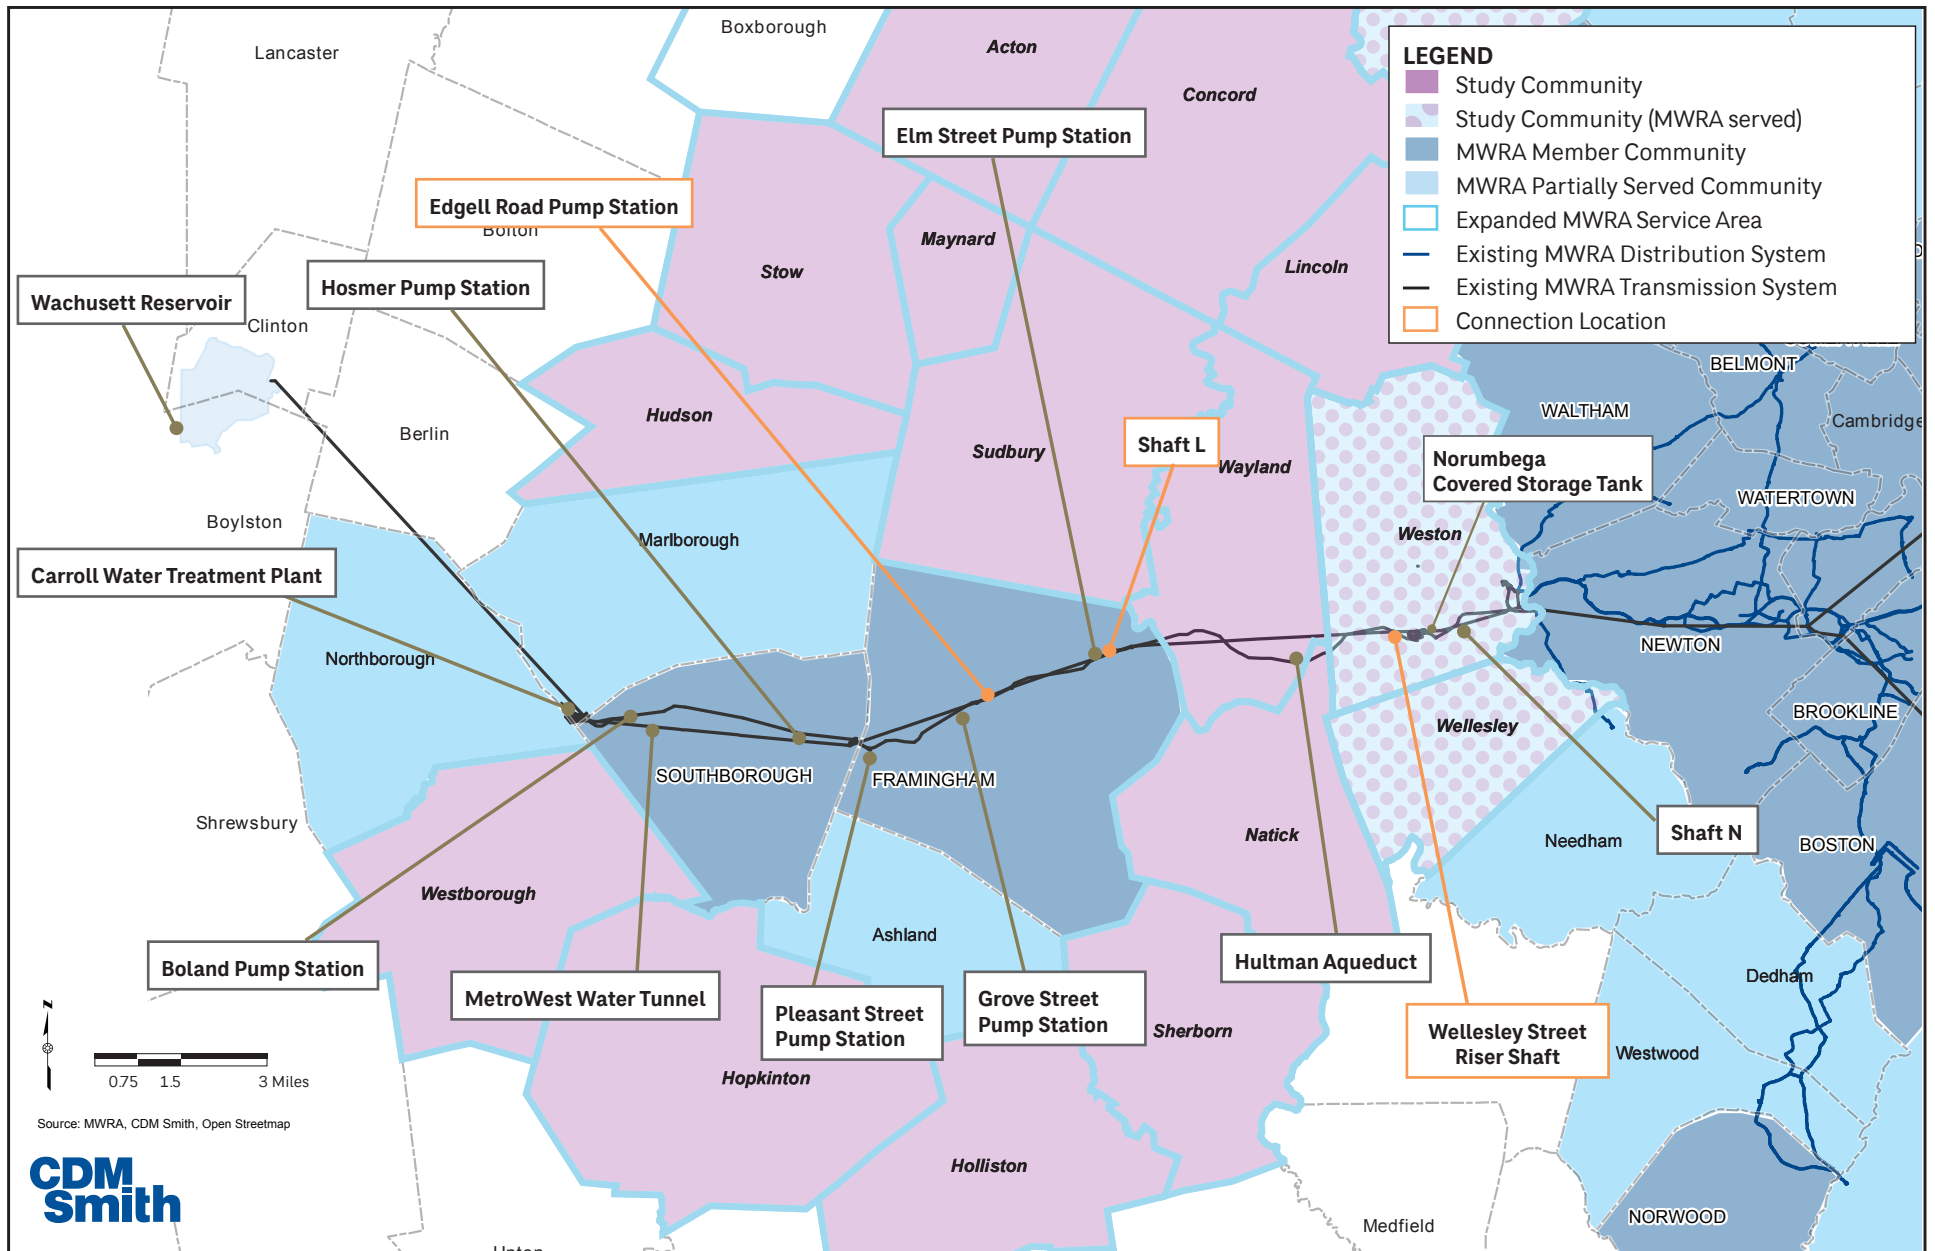 Lancaster
Boxborough
Acton
Concord
LEGEND
Study Community
Study Community (MWRA served)
MWRA Member Community
MWRA Partially Served Community
Expanded MWRA Service Area
Existing MWRA Distribution System
Existing MWRA Transmission System
Connection Location
Elm Street Pump Station
Edgell Road Pump Station
Bolton
Maynard
Stow
Lincoln
Hosmer Pump Station
Wachusett Reservoir
Clinton
BELMONT
WALTHAM
Cambridge
Hudson
Berlin
Sudbury
Shaft L
Wayland
Norumbega
Covered Storage Tank
WATERTOWN
Boylston
Marlborough
Weston
Carroll Water Treatment Plant
Northborough
NEWTON
BROOKLINE
Wellesley
SOUTHBOROUGH
FRAMINGHAM
Shrewsbury
Natick
Needham
Shaft N
BOSTON
Westborough
Ashland
Boland Pump Station
MetroWest Water Tunnel
Pleasant Street
Pump Station
Grove Street
Pump Station
Hultman Aqueduct
Dedham
Sherborn
Wellesley Street
Riser Shaft
Westwood
N
0.75 1.5 3 Miles
Hopkinton
Source: MWRA, CDM Smith, Open Streetmap
CDM
Smith
Holliston
Medfield
NORWOOD